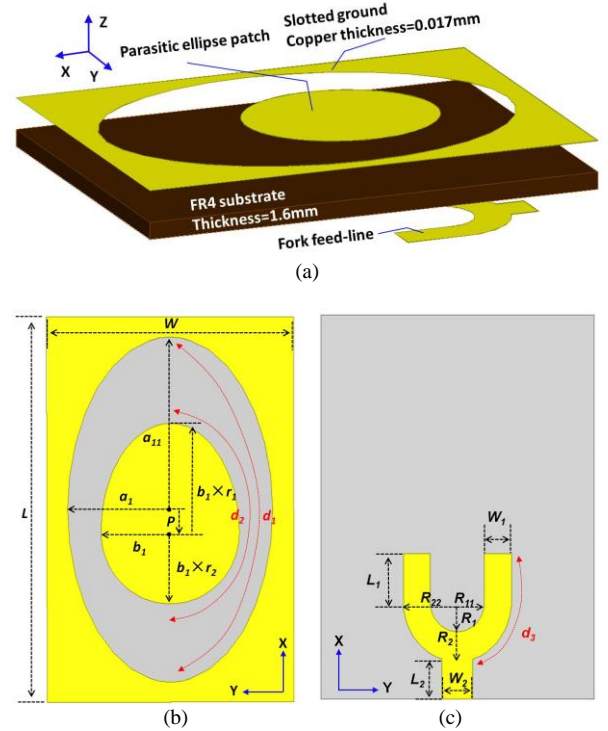 Slotted ground
Copper thickness=0.017mm
Parasitic ellipse patch
Z
X
Y
FR4 substrate
Thickness=1.6mm
Fork feed-line
(a)
W
a₁₁
b₁×r₁
a₁
P
L
d₂
d₁
b₁
b₁×r₂
X
Y
(b)
W₁
L₁
R₂₂
R₁₁
R₁
R₂
d₃
X
L₂
W₂
Y
(c)